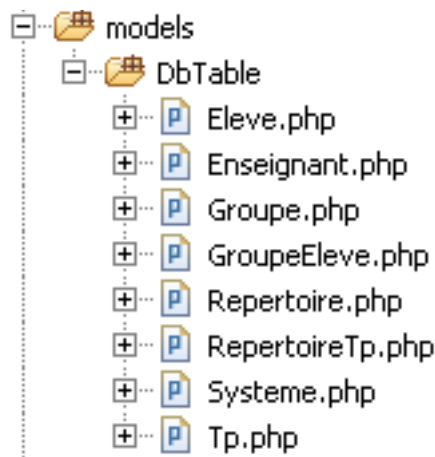 models
DbTable
Eleve.php
Enseignant.php
Groupe.php
GroupeEleve.php
Repertoire.php
RepertoireTp.php
Systeme.php
Tp.php